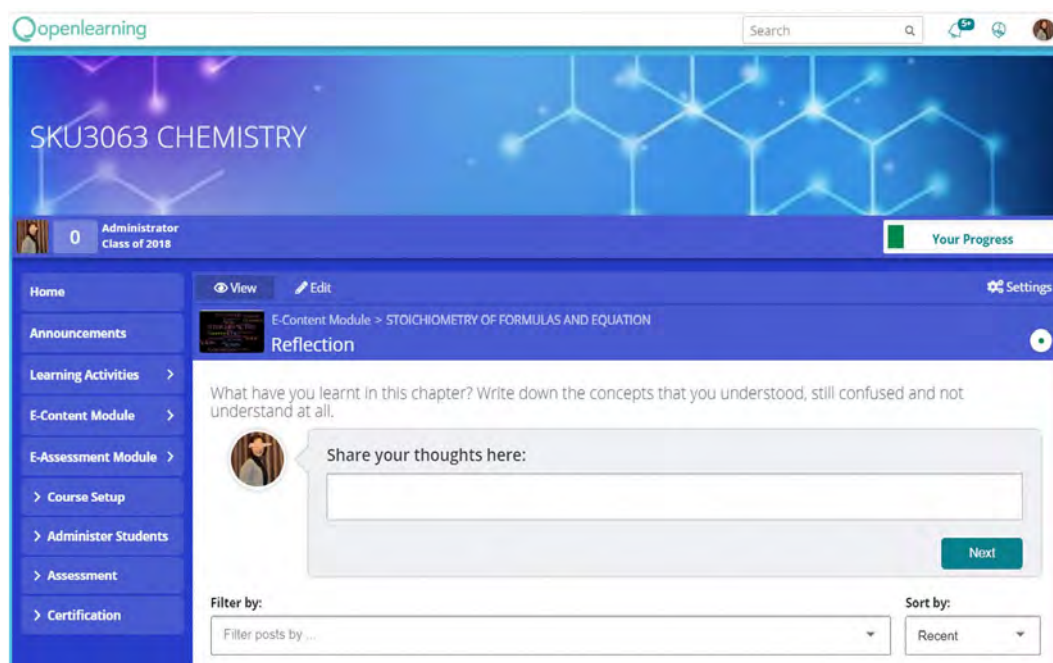 openlearning
Search
5+
SKU3063 CHEMISTRY
0
Administrator
Class of 2018
Your Progress
Home
Announcements
Learning Activities >
E-Content Module >
E-Assessment Module >
> Course Setup
> Administer Students
> Assessment
> Certification
View
Edit
Settings
E-Content Module > STOICHIOMETRY OF FORMULAS AND EQUATION
Reflection
What have you learnt in this chapter? Write down the concepts that you understood, still confused and not
understand at all.
Share your thoughts here:
Next
Filter by:
Filter posts by ...
Sort by:
Recent